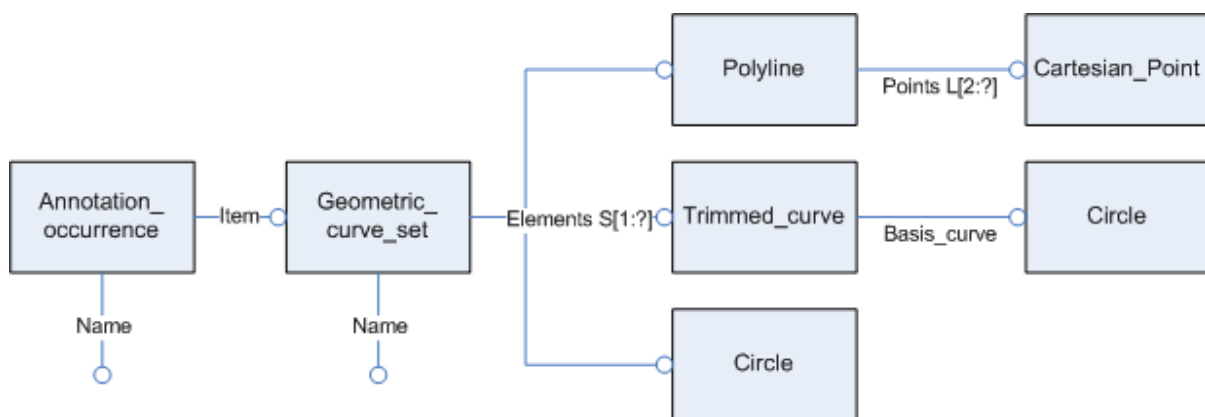 Polyline
Points L[2:?]
Cartesian_Point
Annotation_
occurrence
Item
Geometric_
curve_set
Elements S[1:?]
Trimmed_curve
Basis_curve
Circle
Name
Name
Circle